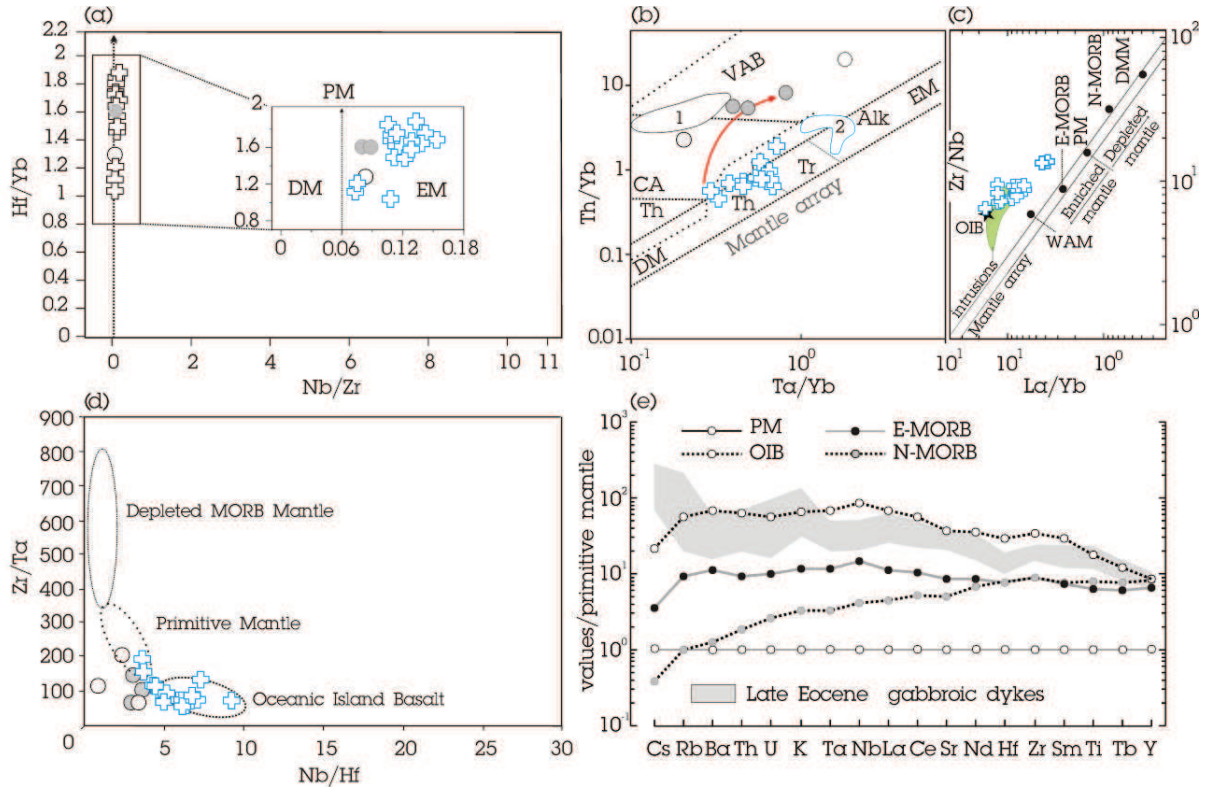 (a)
Hf/Yb
2.2
2
1.8
1.6
1.4
1.2
1
0.8
0.6
0.4
0.2
0
0 2 4 6 8 10 11
Nb/Zr
PM
2
1.6
1.2
0.8
DM
EM
0 0.06 0.12 0.18
(b)
Th/Yb
10
1
0.1
0.01
VAB
1
2
Alk
EM
CA
Th
Tr
Th
DM
Mantle array
10-1 100
Ta/Yb
(c)
Zr/Nb
DMM
N-MORB
PM
E-MORB
Depleted
mantle
Enriched
mantle
OIB
WAM
intrusions
Mantle array
102
101
100
101 101 100
La/Yb
(d)
Zr/Ta
900
800
700
600
500
400
300
200
100
0
Depleted MORB Mantle
Primitive Mantle
Oceanic Island Basalt
5 10 15 20 25 30
Nb/Hf
(e)
values/primitive mantle
103
102
101
100
10-1
PM E-MORB
OIB N-MORB
Late Eocene gabbroic dykes
Cs Rb Ba Th U K Ta Nb La Ce Sr Nd Hf Zr Sm Ti Tb Y